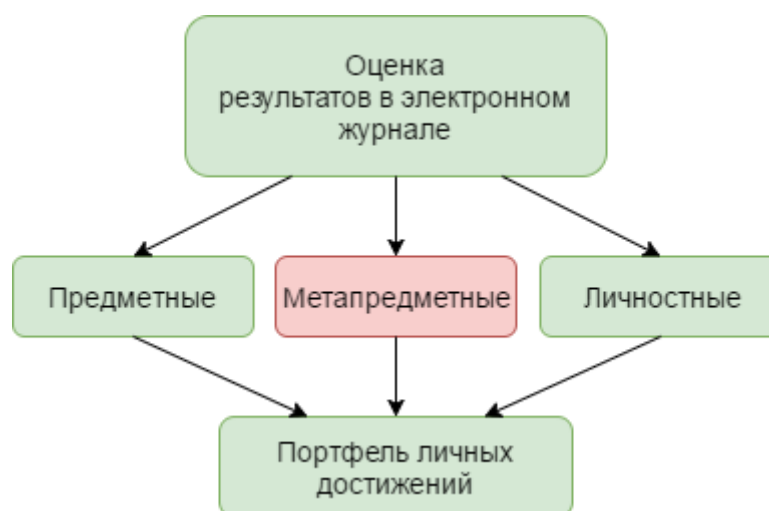 Оценка
результатов в электронном
журнале
Предметные
Метапредметные
Личностные
Портфель личных
достижений